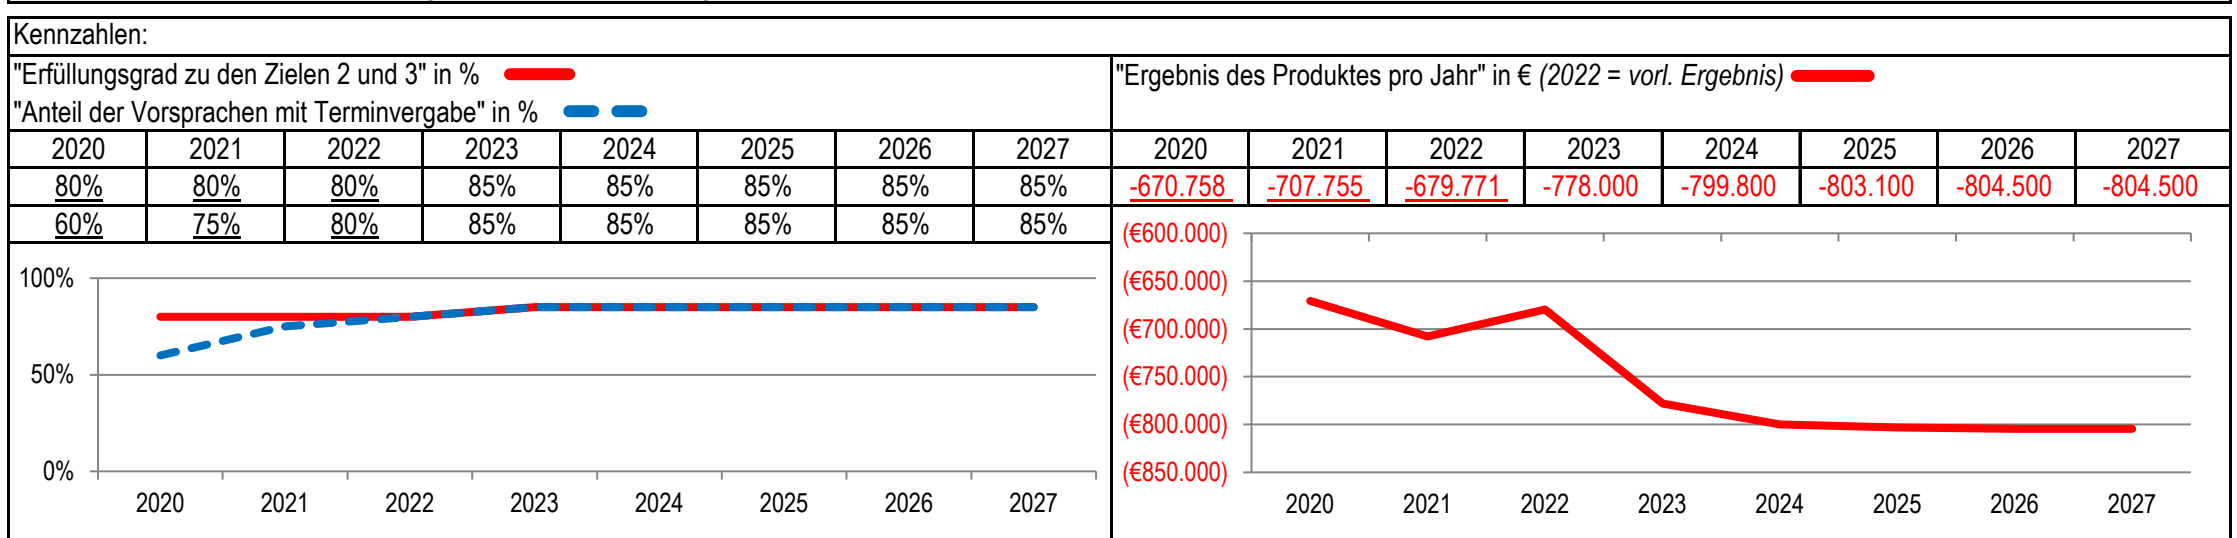 Kennzahlen:
"Erfüllungsgrad zu den Zielen 2 und 3" in %
"Anteil der Vorsprachen mit Terminvergabe" in %
2020 2021 2022 2023 2024 2025 2026 2027
80% 80% 80% 85% 85% 85% 85% 85%
60% 75% 80% 85% 85% 85% 85% 85%
100%
50%
0%
2020 2021 2022 2023 2024 2025 2026 2027
"Ergebnis des Produktes pro Jahr" in € (2022 = vorl. Ergebnis)
2020 2021 2022 2023 2024 2025 2026 2027
-670.758 -707.755 -679.771 -778.000 -799.800 -803.100 -804.500 -804.500
(€600.000)
(€650.000)
(€700.000)
(€750.000)
(€800.000)
(€850.000)
2020 2021 2022 2023 2024 2025 2026 2027